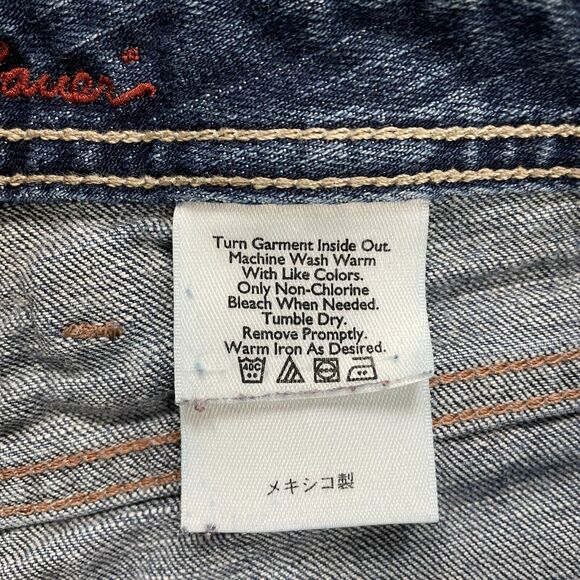 Bauer®
Turn Garment Inside Out.
Machine Wash Warm
With Like Colors.
Only Non-Chlorine
Bleach When Needed.
Tumble Dry.
Remove Promptly.
Warm Iron As Desired.
40C
メキシコ製